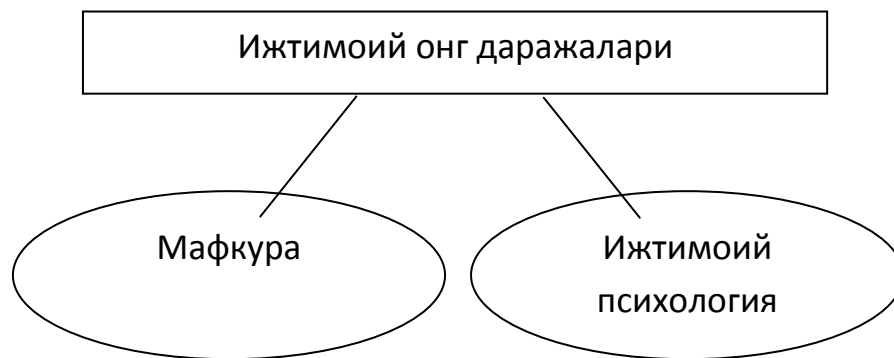 Ижтимоий онг даражалари
Мафкура
Ижтимоий
психология